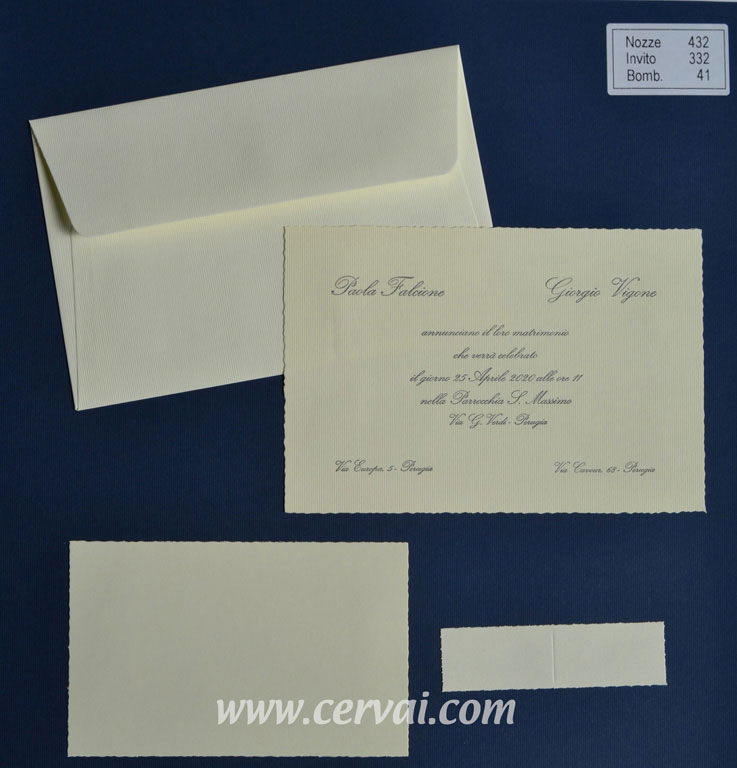 Nozze 432
Invito 332
Bomb. 41
Paola Falcione Giorgio Vigone
annunciano il loro matrimonio
che verrà celebrato
il giorno 25 Aprile 2020 alle ore 11
nella Parrocchia S. Massimo
Via G. Verdi - Perugia
Via Europa, 5 - Perugia Via Cavour, 68 - Perugia
www.cervai.com